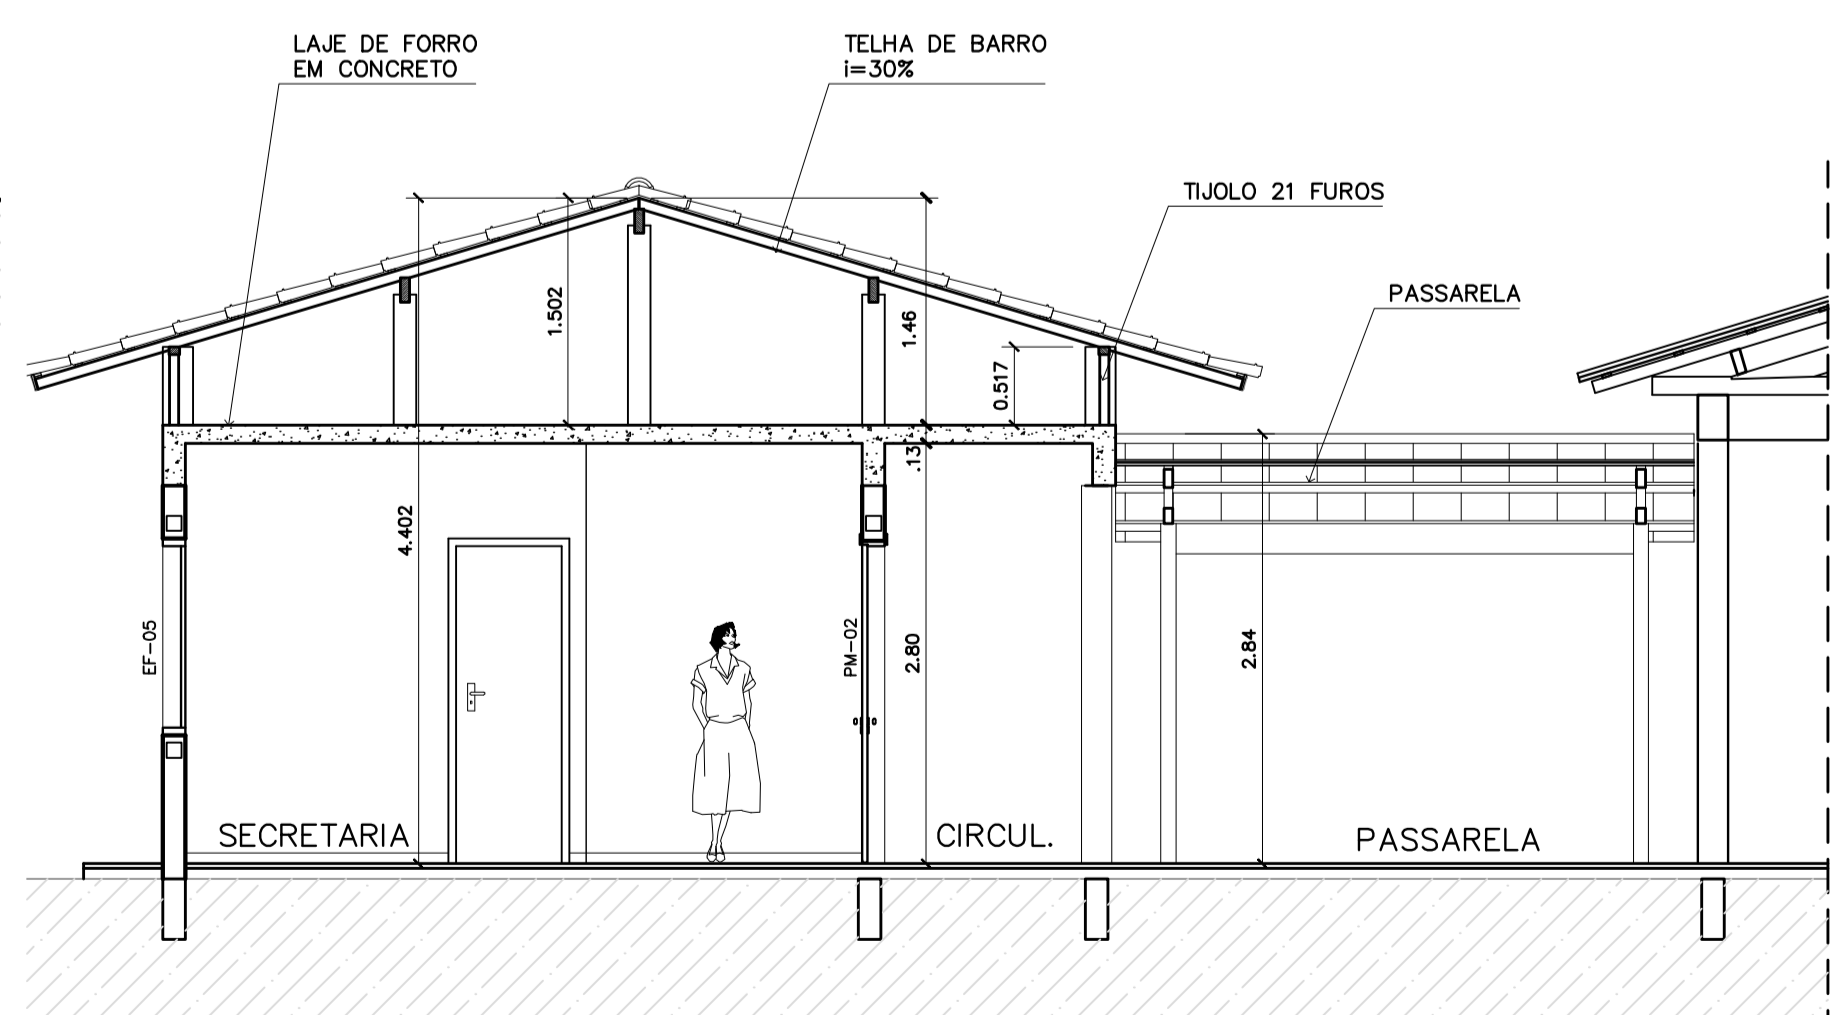 LAJE DE FORRO
EM CONCRETO
TELHA DE BARRO
i=30%
TIJOLO 21 FUROS
PASSARELA
1.502
1.46
0.517
.13
4.402
EF-05
PM-02
2.80
2.84
SECRETARIA
CIRCUL.
PASSARELA